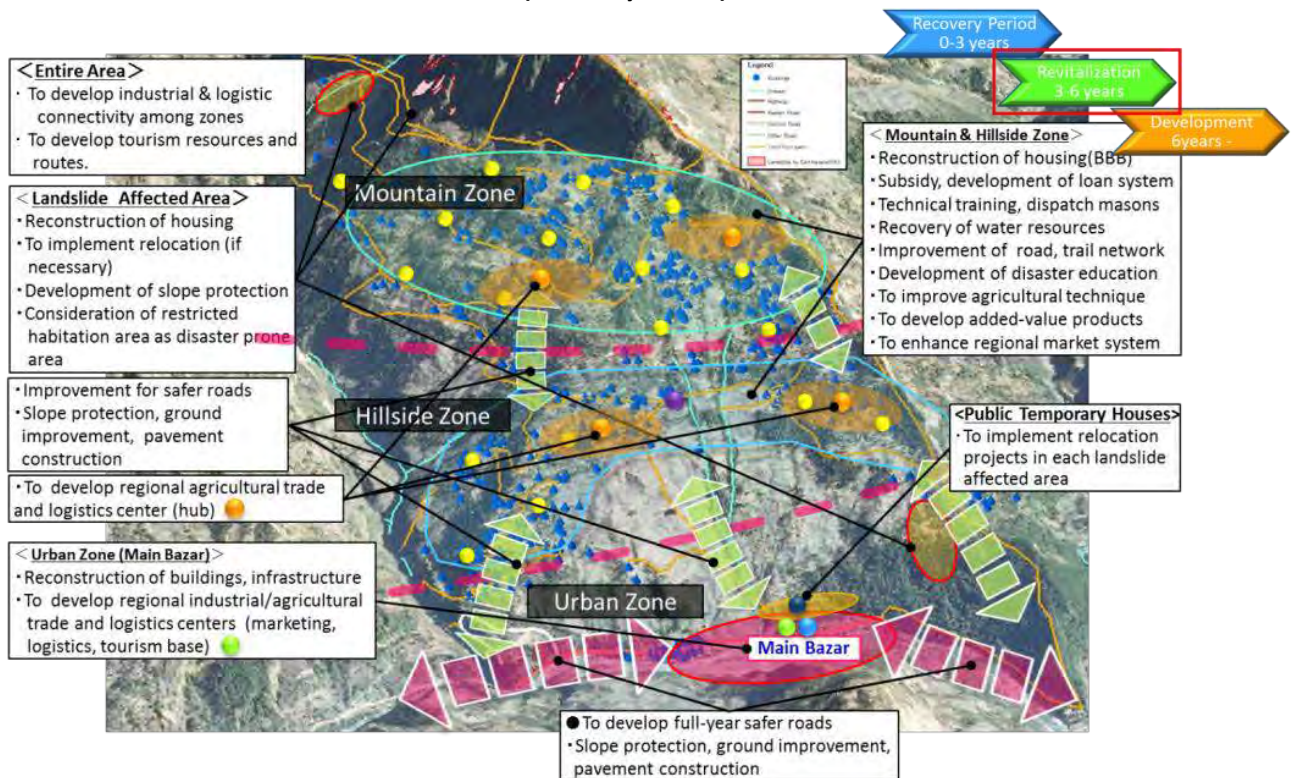 Recovery Period
0-3 years
Revitalization
3-6 years
Development
6years -
<Entire Area>
・To develop industrial & logistic
connectivity among zones
・To develop tourism resources and
routes.
Legend
Buildings
Highway
Other Road
<Landslide Affected Area>
・Reconstruction of housing
・To implement relocation (if
necessary)
・Development of slope protection
・Consideration of restricted
habitation area as disaster prone
area
<Mountain & Hillside Zone>
・Reconstruction of housing(BBB)
・Subsidy, development of loan system
・Technical training, dispatch masons
・Recovery of water resources
・Improvement of road, trail network
・Development of disaster education
・To improve agricultural technique
・To develop added-value products
・To enhance regional market system
Mountain Zone
・Improvement for safer roads
・Slope protection, ground
improvement, pavement
construction
Hillside Zone
<Public Temporary Houses>
・To implement relocation
projects in each landslide
affected area
・To develop regional agricultural trade
and logistics center (hub)
<Urban Zone (Main Bazar)>
・Reconstruction of buildings, infrastructure
・To develop regional industrial/agricultural
trade and logistics centers (marketing,
logistics, tourism base)
Urban Zone
Main Bazar
●To develop full-year safer roads
・Slope protection, ground improvement,
pavement construction